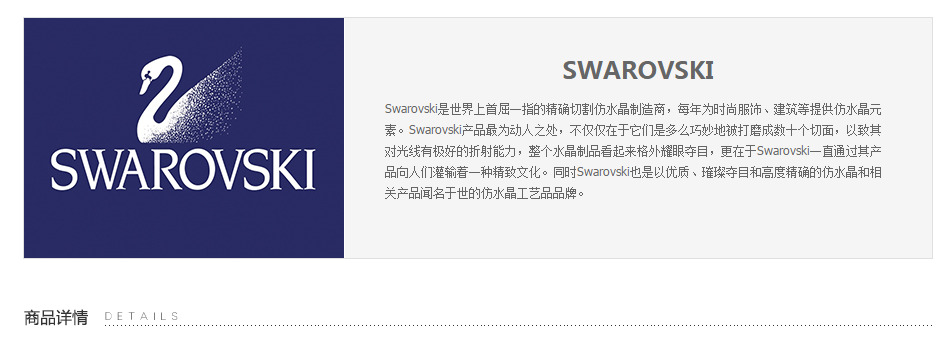 SWAROVSKI
SWAROVSKI
Swarovski是世界上首屈一指的精确切割仿水晶制造商，每年为时尚服饰、建筑等提供仿水晶元
素。Swarovski产品最为动人之处，不仅仅在于它们是多么巧妙地被打磨成数十个切面，以致其
对光线有极好的折射能力，整个水晶制品看起来格外耀眼夺目，更在于Swarovski一直通过其产
品向人们灌输着一种精致文化。同时Swarovski也是以优质、璀璨夺目和高度精确的仿水晶和相
关产品闻名于世的仿水晶工艺品品牌。
商品详情 DETAILS